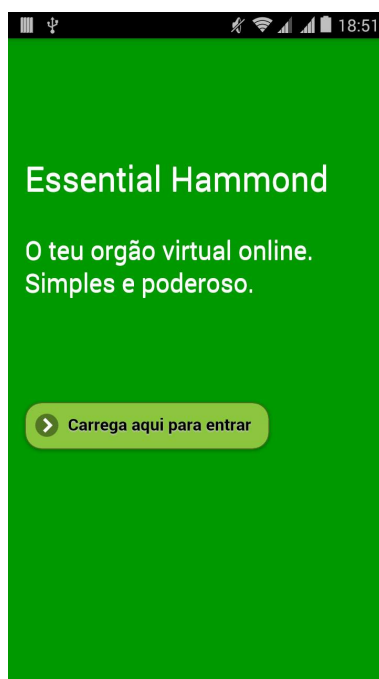 18:51
Essential Hammond
O teu orgão virtual online.
Simples e poderoso.
Carrega aqui para entrar